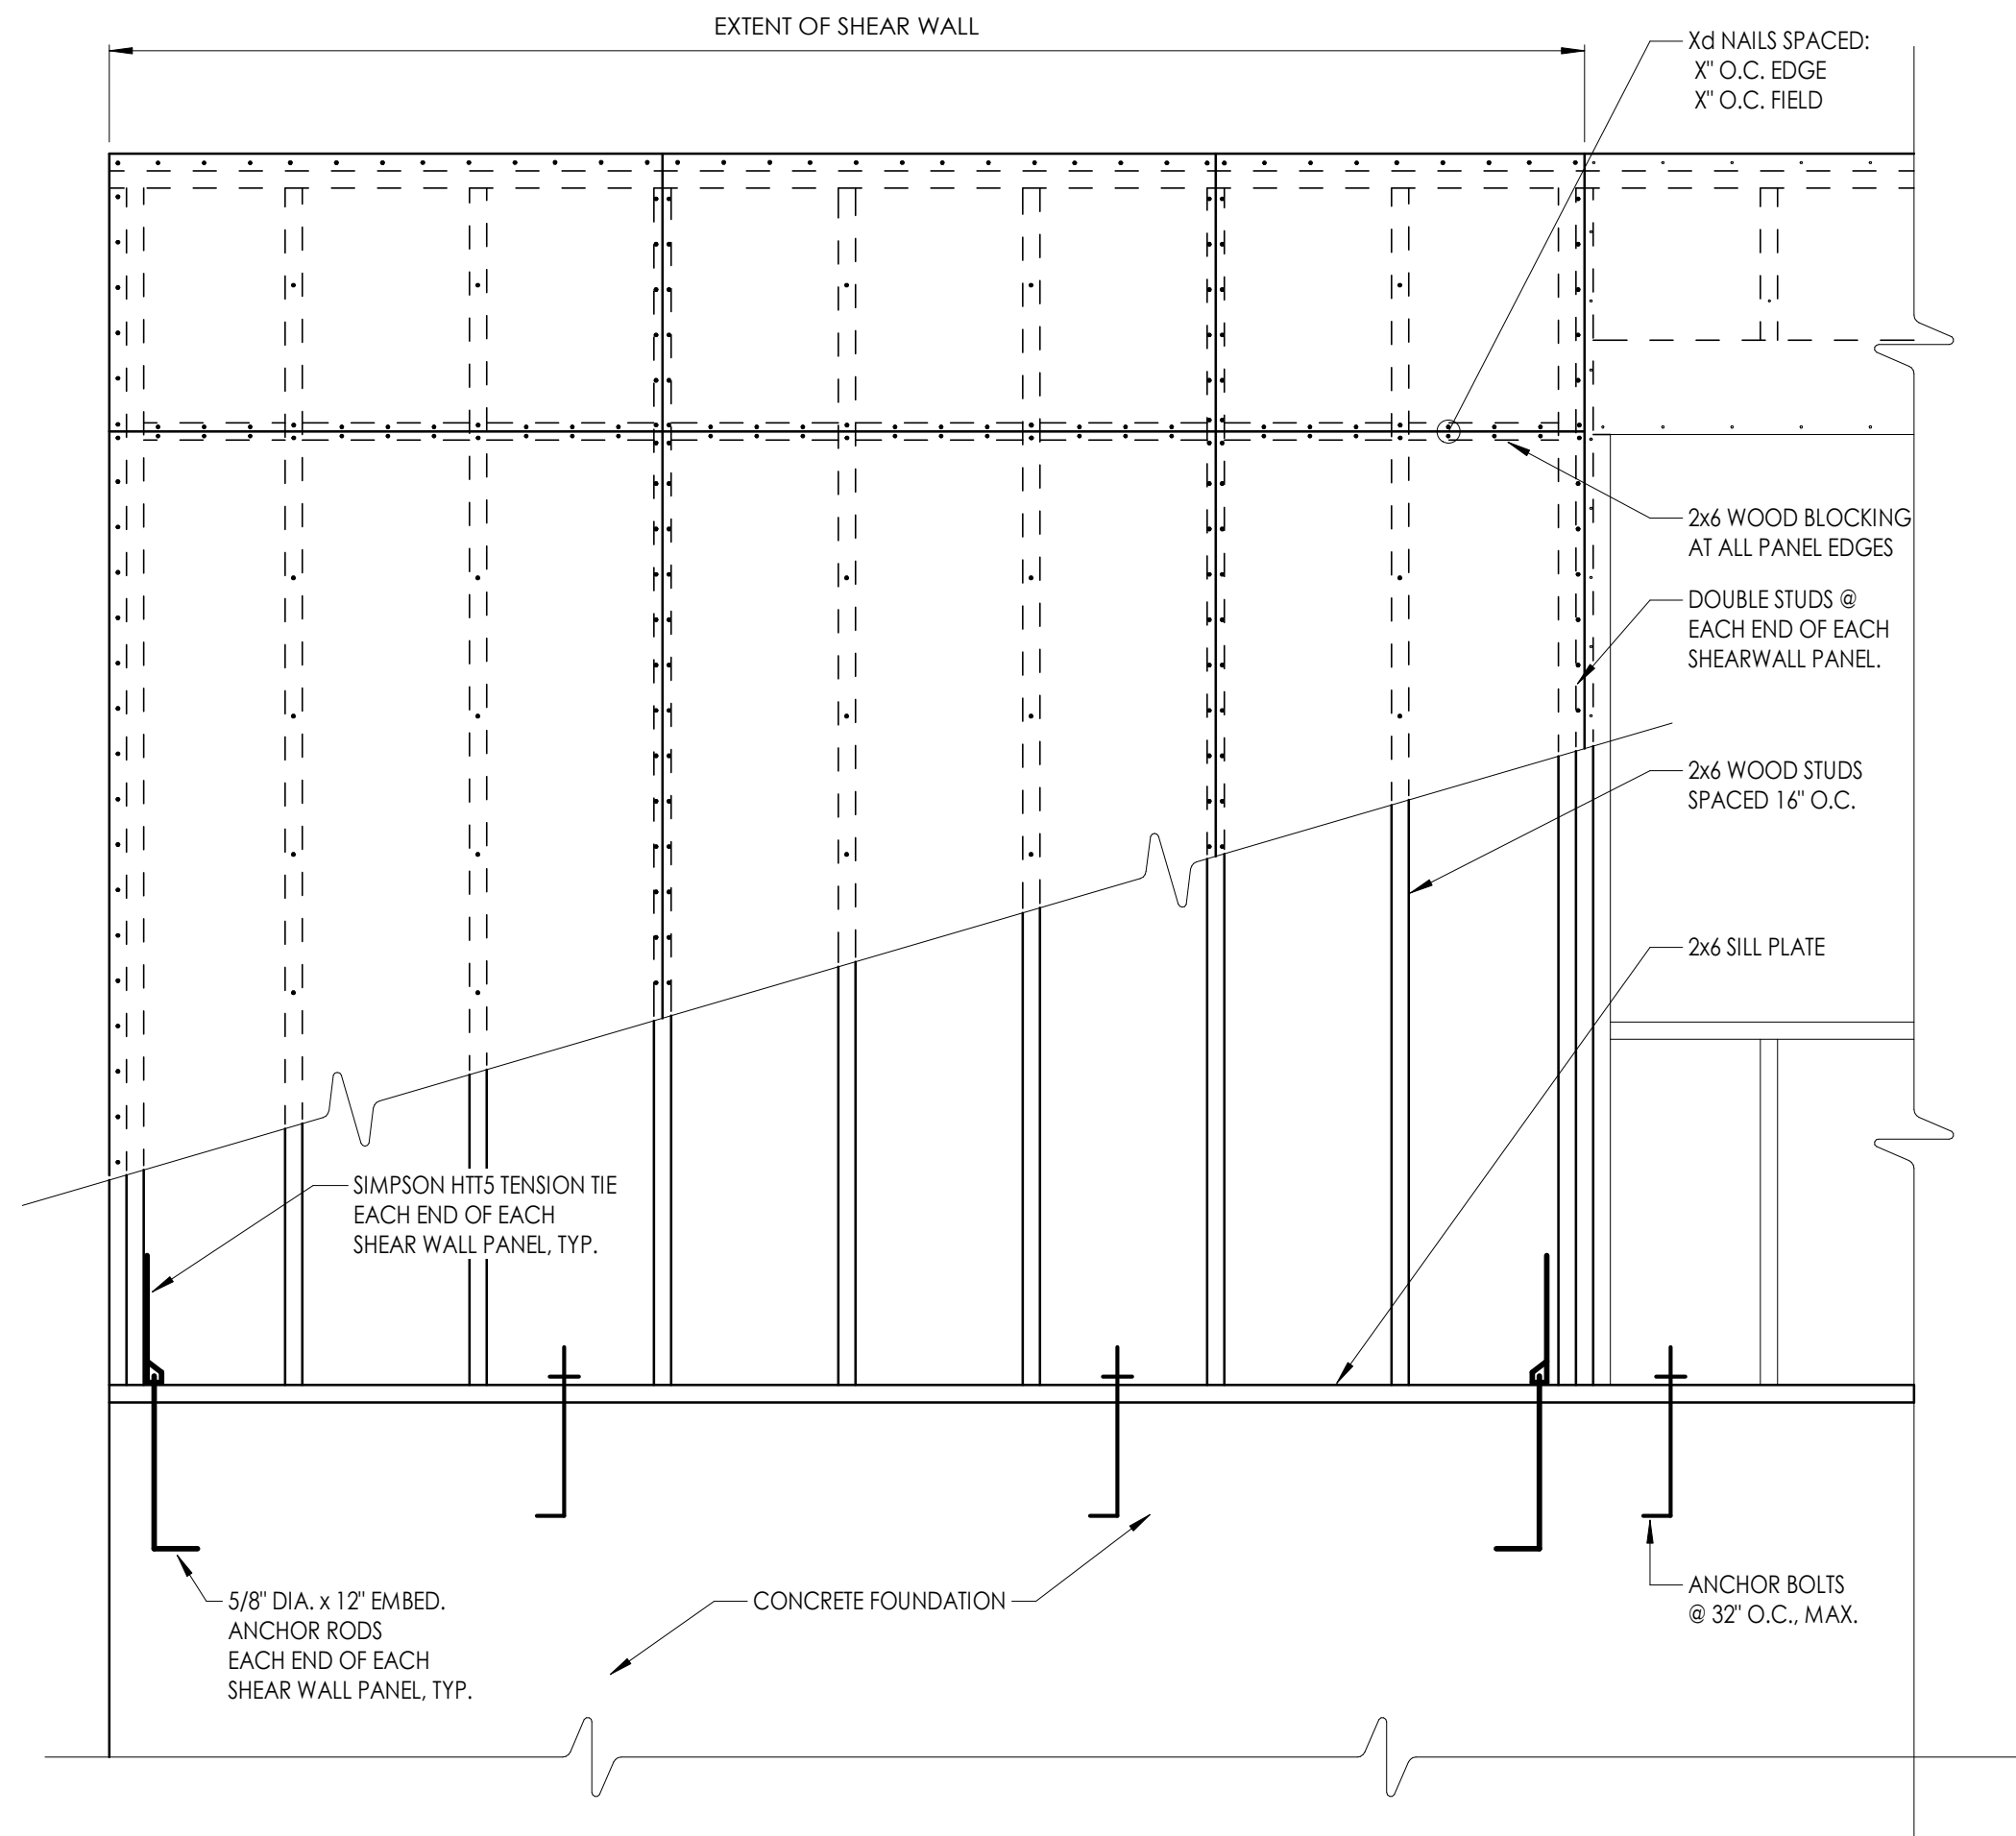 EXTENT OF SHEAR WALL
Xd NAILS SPACED:
X" O.C. EDGE
X" O.C. FIELD
2x6 WOOD BLOCKING
AT ALL PANEL EDGES
DOUBLE STUDS @
EACH END OF EACH
SHEARWALL PANEL.
2x6 WOOD STUDS
SPACED 16" O.C.
2x6 SILL PLATE
SIMPSON HTT5 TENSION TIE
EACH END OF EACH
SHEAR WALL PANEL, TYP.
5/8" DIA. x 12" EMBED.
ANCHOR RODS
EACH END OF EACH
SHEAR WALL PANEL, TYP.
CONCRETE FOUNDATION
ANCHOR BOLTS
@ 32" O.C., MAX.